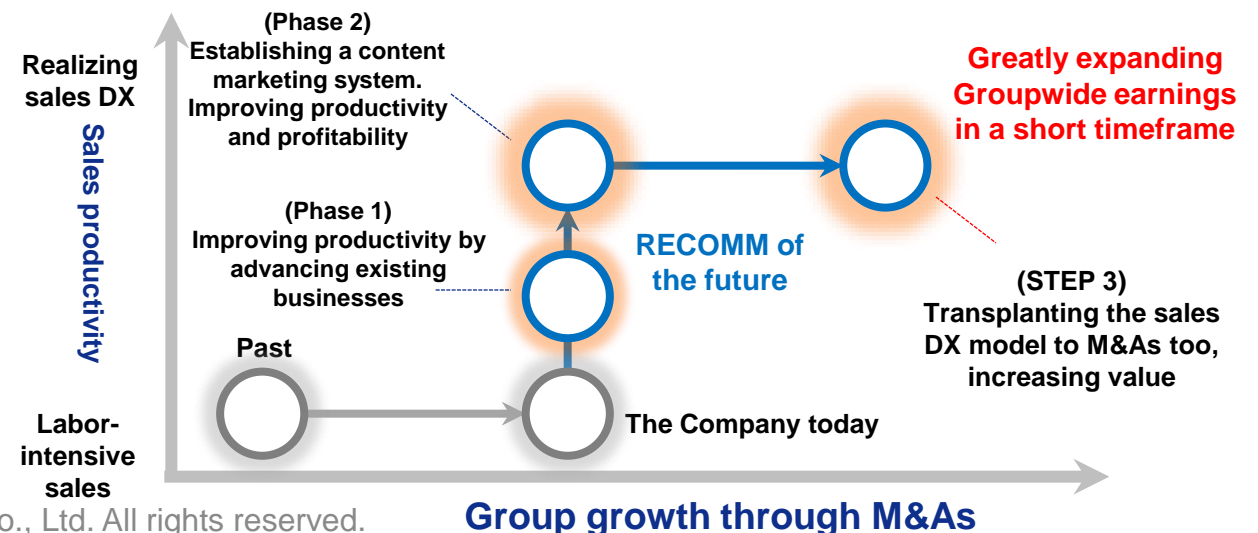 (Phase 2)
Establishing a content
marketing system.
Improving productivity
and profitability
Realizing
sales DX
Greatly expanding
Groupwide earnings
in a short timeframe
Sales productivity
(Phase 1)
Improving productivity by
advancing existing
businesses
RECOMM of
the future
(STEP 3)
Transplanting the sales
DX model to M&As too,
increasing value
Past
The Company today
Labor-
intensive
sales
o., Ltd. All rights reserved.
Group growth through M&As